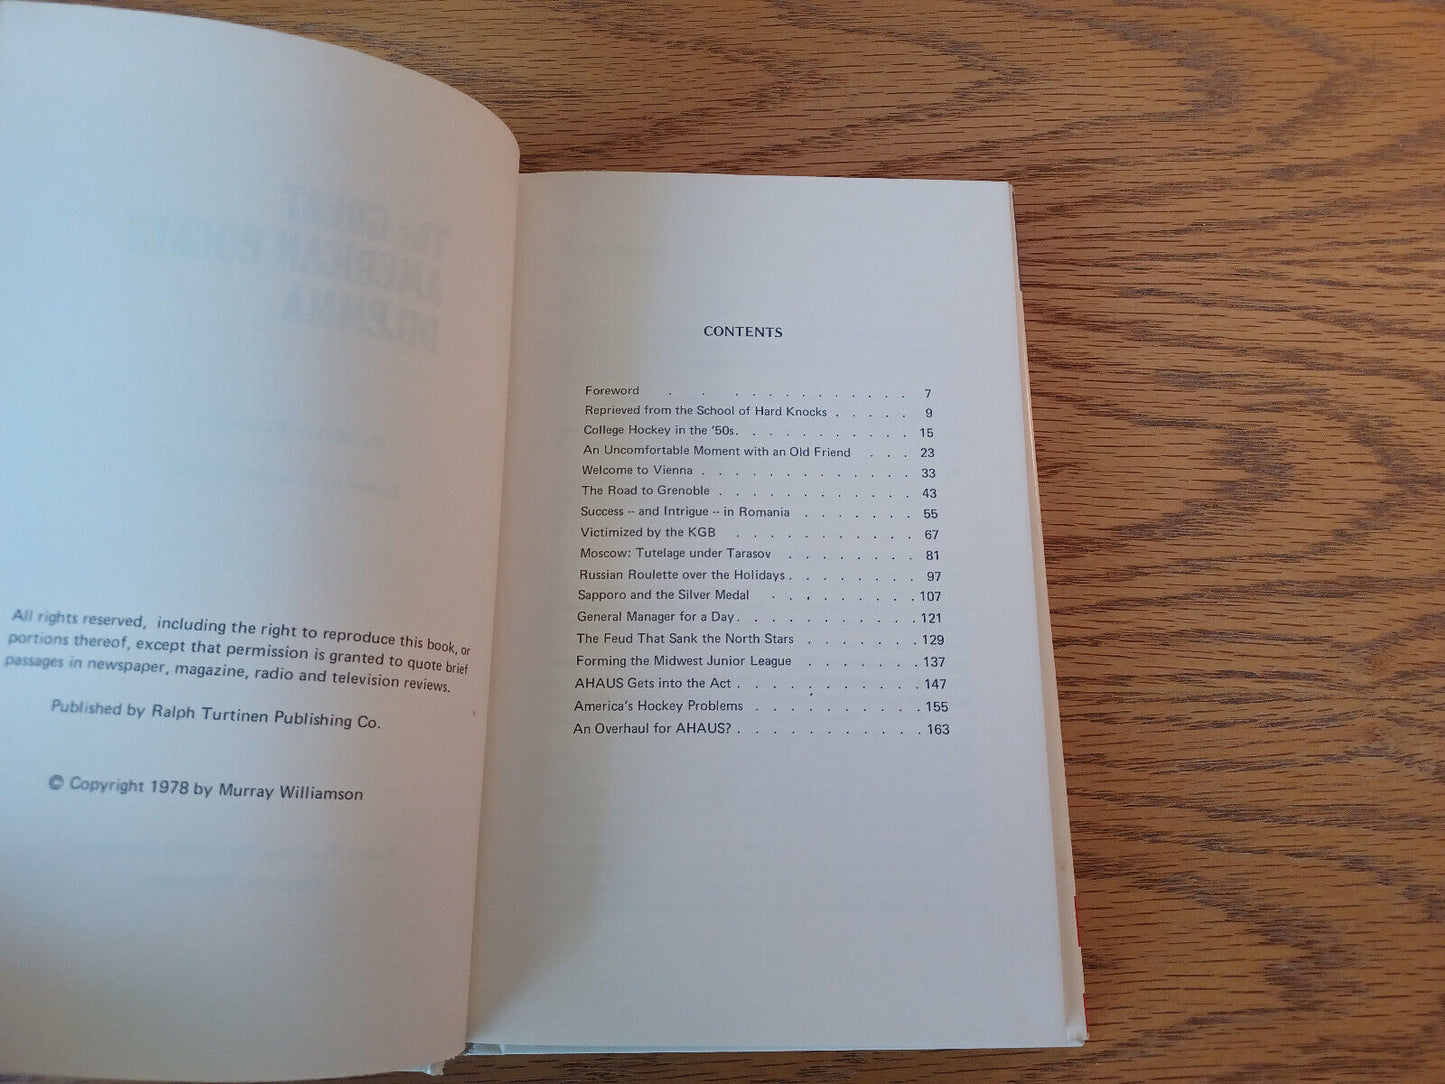 The GREAT
AMERICAN HOCKEY
DILEMMA
All rights reserved, including the right to reproduce this book, or
portions thereof, except that permission is granted to quote brief
passages in newspaper, magazine, radio and television reviews.
Published by Ralph Turtinen Publishing Co.
© Copyright 1978 by Murray Williamson
CONTENTS
Foreword . . . . . . . . . . . . . 7
Reprieved from the School of Hard Knocks . . . . . 9
College Hockey in the '50s. . . . . . . . . . . 15
An Uncomfortable Moment with an Old Friend . . . 23
Welcome to Vienna . . . . . . . . . . . . . 33
The Road to Grenoble . . . . . . . . . . . . 43
Success -- and Intrigue -- in Romania . . . . . . . 55
Victimized by the KGB . . . . . . . . . . . 67
Moscow: Tutelage under Tarasov . . . . . . . . 81
Russian Roulette over the Holidays . . . . . . . . 97
Sapporo and the Silver Medal . . . . . . . . . 107
General Manager for a Day. . . . . . . . . . . 121
The Feud That Sank the North Stars . . . . . . . 129
Forming the Midwest Junior League . . . . . . . 137
AHAUS Gets into the Act . . . . . . . . . . . 147
America's Hockey Problems . . . . . . . . . . 155
An Overhaul for AHAUS? . . . . . . . . . . . 163